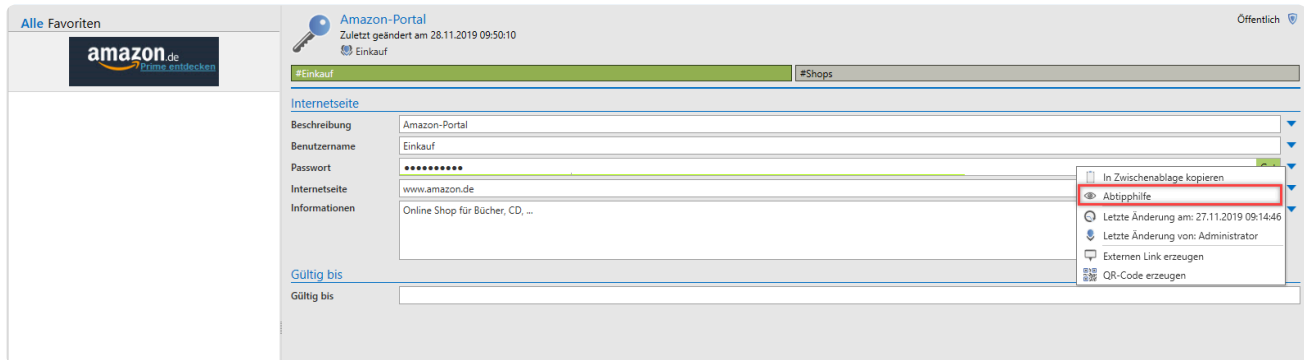 Alle Favoriten
amazon.de
Prime entdecken
Amazon-Portal
Öffentlich
Zuletzt geändert am 28.11.2019 09:50:10
Einkauf
#Einkauf
#Shops
Internetseite
Beschreibung Amazon-Portal
Benutzername Einkauf
Passwort ••••••••••
Internetseite www.amazon.de
Informationen Online Shop für Bücher, CD, ...
In Zwischenablage kopieren
Abtipphilfe
Letzte Änderung am: 27.11.2019 09:14:46
Letzte Änderung von: Administrator
Externen Link erzeugen
QR-Code erzeugen
Gültig bis
Gültig bis